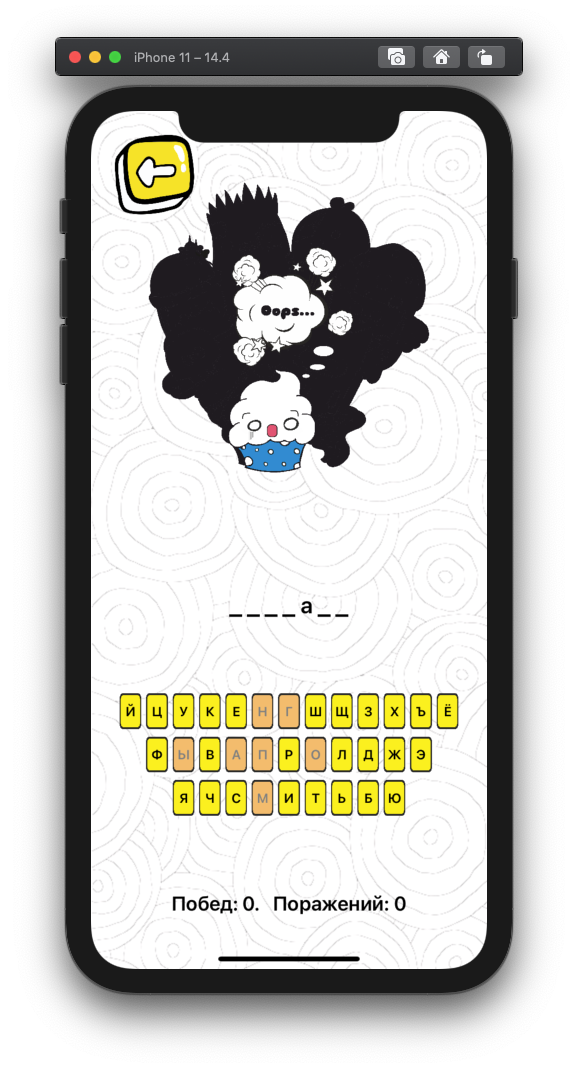 iPhone 11 – 14.4
Oops...
_ _ _ _ а _ _
Й Ц У К Е Н Г Ш Щ З Х Ъ Ё
Ф Ы В А П Р О Л Д Ж Э
Я Ч С М И Т Ь Б Ю
Побед: 0. Поражений: 0